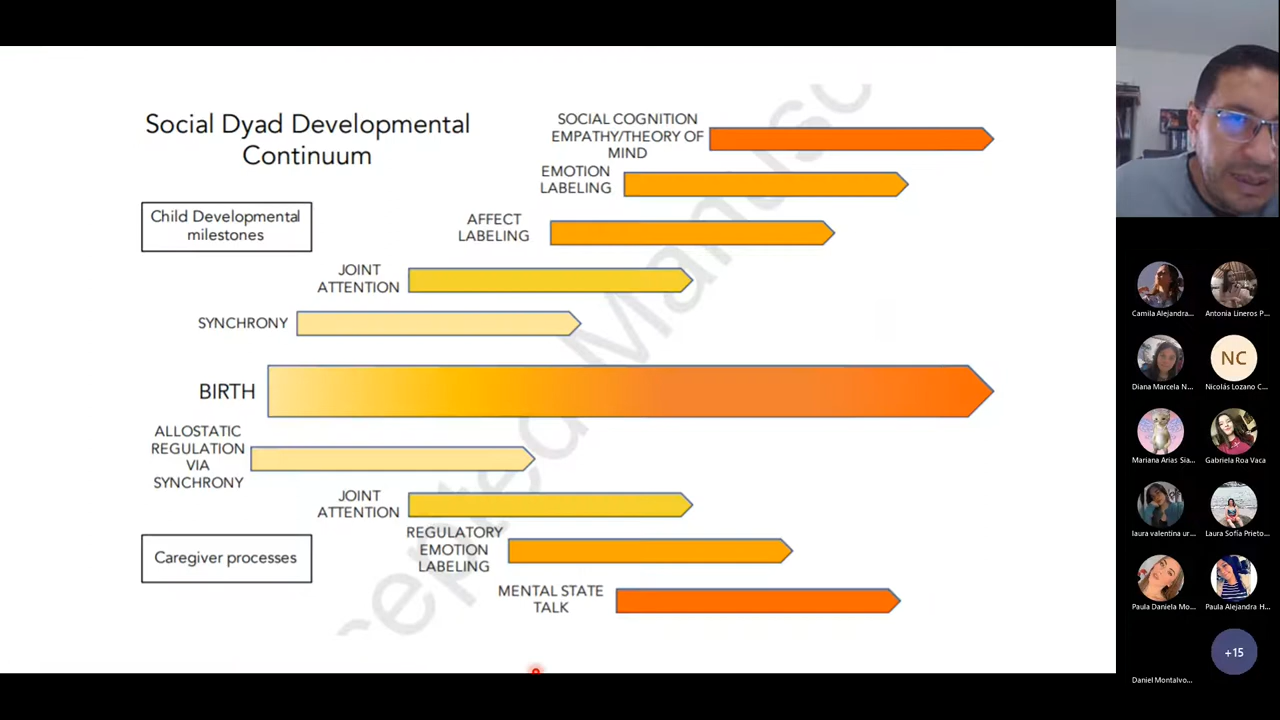 Social Dyad Developmental
Continuum
SOCIAL COGNITION
EMPATHY/THEORY OF
MIND
EMOTION
LABELING
Child Developmental
milestones
AFFECT
LABELING
JOINT
ATTENTION
SYNCHRONY
BIRTH
ALLOSTATIC
REGULATION
VIA
SYNCHRONY
JOINT
ATTENTION
REGULATORY
EMOTION
LABELING
Caregiver processes
MENTAL STATE
TALK
epted Manusc
Camila Alejandra...
Antonia Lineros P...
Diana Marcela N...
NC
Nicolás Lozano C...
Mariana Arias Sia...
Gabriela Roa Vaca
laura valentina ur...
Laura Sofía Prieto...
Paula Daniela Mo...
Paula Alejandra H...
+15
Daniel Montalvo...